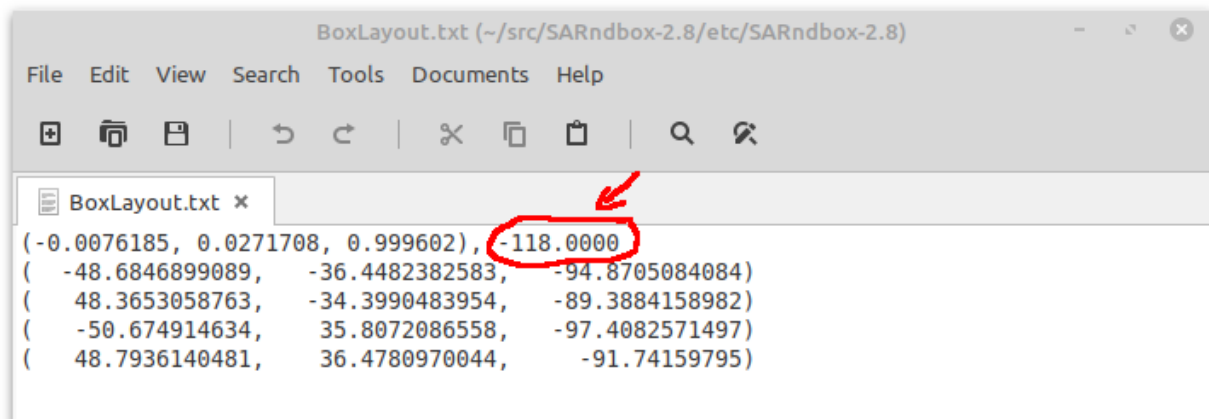 BoxLayout.txt (~/src/SARndbox-2.8/etc/SARndbox-2.8)
File Edit View Search Tools Documents Help
BoxLayout.txt
(-0.0076185, 0.0271708, 0.999602), -118.0000
( -48.6846899089, -36.4482382583, -94.8705084084)
( 48.3653058763, -34.3990483954, -89.3884158982)
( -50.674914634, 35.8072086558, -97.4082571497)
( 48.7936140481, 36.4780970044, -91.74159795)